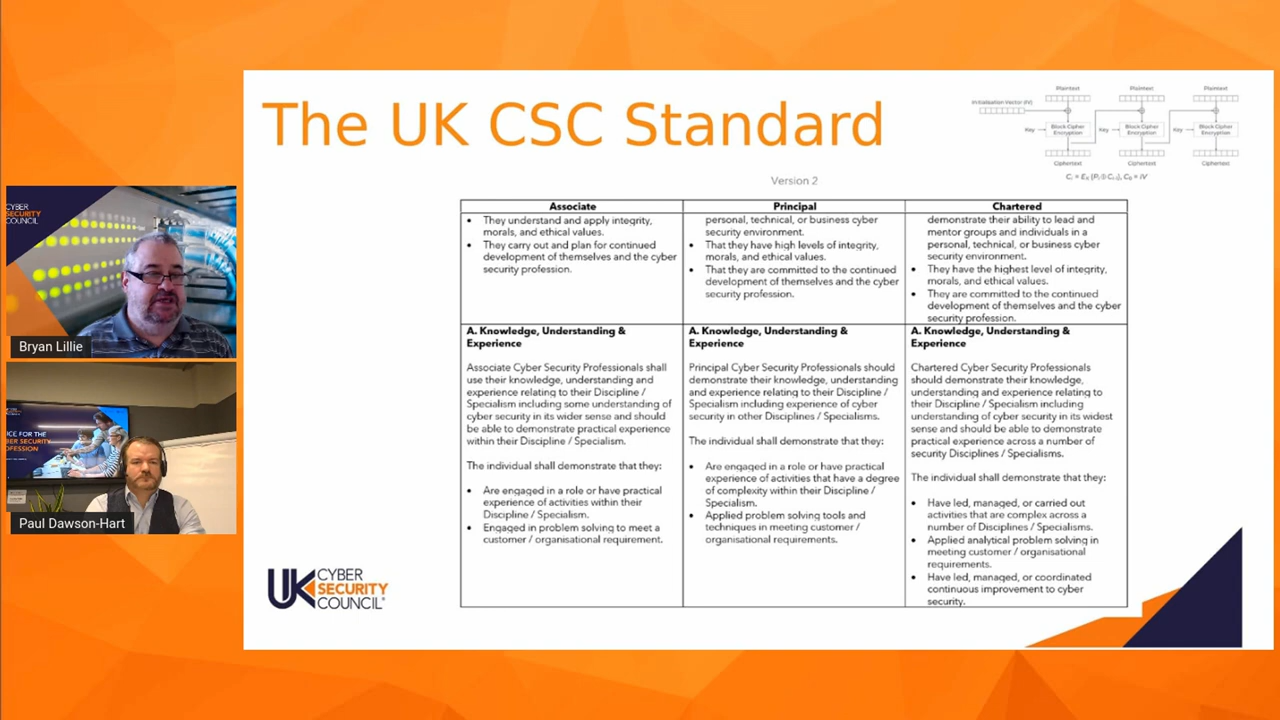 The UK CSC Standard
Plaintext Plaintext Plaintext
Initialisation Vector (IV)
Key Block Cipher Encryption Key Block Cipher Encryption Key Block Cipher Encryption
Ciphertext Ciphertext Ciphertext
Version 2
Associate
• They understand and apply integrity,
morals, and ethical values.
• They carry out and plan for continued
development of themselves and the cyber
security profession.
A. Knowledge, Understanding &
Experience
Associate Cyber Security Professionals shall
use their knowledge, understanding and
experience relating to their Discipline /
Specialism including some understanding of
cyber security in its wider sense and should
be able to demonstrate practical experience
within their Discipline / Specialism.
The individual shall demonstrate that they:
• Are engaged in a role or have practical
experience of activities within their
Discipline / Specialism.
• Engaged in problem solving to meet a
customer / organisational requirement.
Principal
personal, technical, or business cyber
security environment.
• That they have high levels of integrity,
morals, and ethical values.
• That they are committed to the continued
development of themselves and the cyber
security profession.
A. Knowledge, Understanding &
Experience
Principal Cyber Security Professionals should
demonstrate their knowledge, understanding
and experience relating to their Discipline /
Specialism including experience of cyber
security in other Disciplines / Specialisms.
The individual shall demonstrate that they:
• Are engaged in a role or have practical
experience of activities that have a degree
of complexity within their Discipline /
Specialism.
• Applied problem solving tools and
techniques in meeting customer /
organisational requirements.
Chartered
demonstrate their ability to lead and
mentor groups and individuals in a
personal, technical, or business cyber
security environment.
• They have the highest level of integrity,
morals, and ethical values.
• They are committed to the continued
development of themselves and the cyber
security profession.
A. Knowledge, Understanding &
Experience
Chartered Cyber Security Professionals
should demonstrate their knowledge,
understanding and experience relating to
their Discipline / Specialism including
understanding of cyber security in its widest
sense and should be able to demonstrate
practical experience across a number of
security Disciplines / Specialisms.
The individual shall demonstrate that they:
• Have led, managed, or carried out
activities that are complex across a
number of Disciplines / Specialisms.
• Applied analytical problem solving in
meeting customer / organisational
requirements.
• Have led, managed, or coordinated
continuous improvement to cyber
security.
UK CYBER
SECURITY
COUNCIL
CYBER
SECURITY
COUNCIL
Bryan Lillie
ICE FOR THE
BER SECURITY
OFESSION
Paul Dawson-Hart